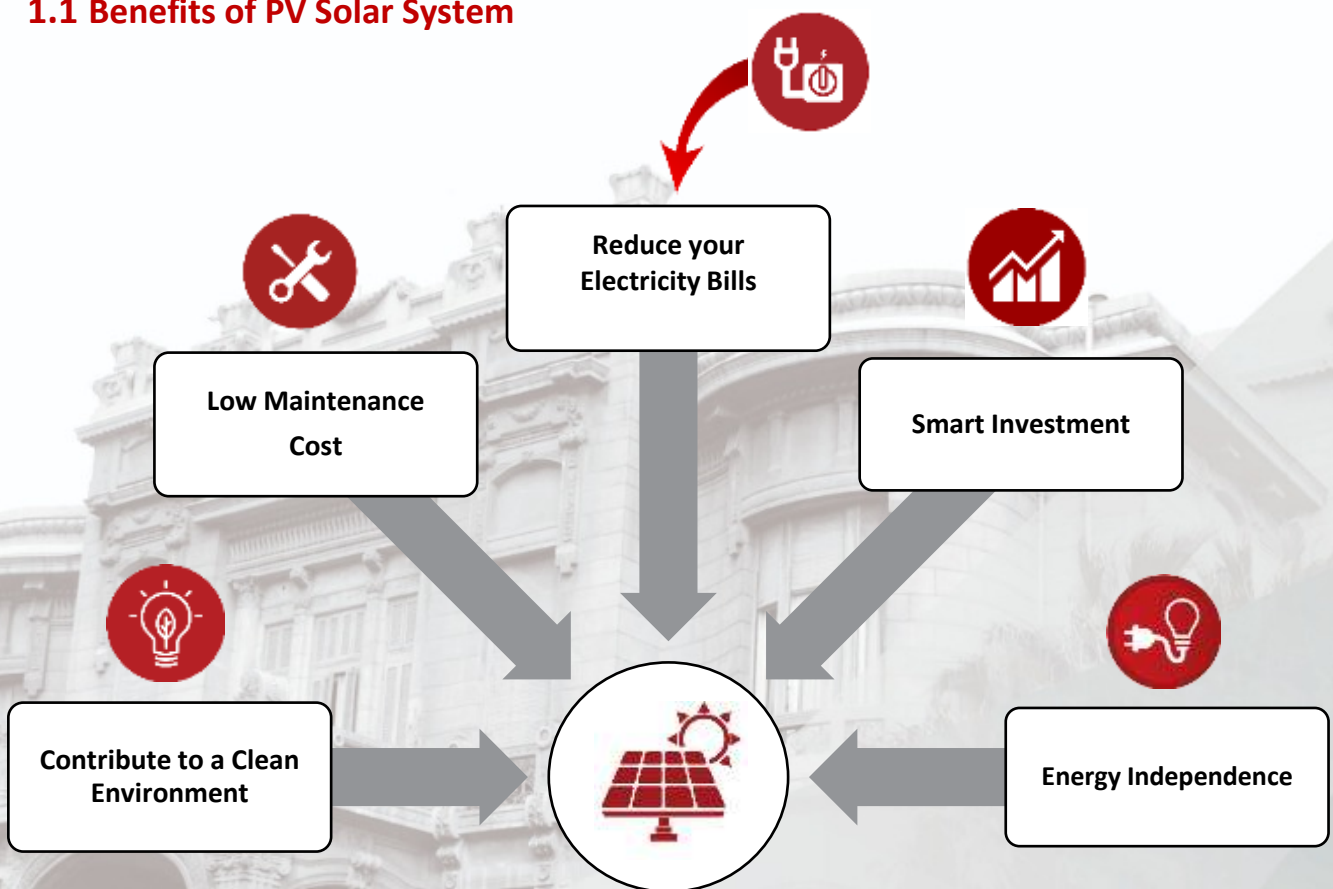 1.1 Benefits of PV Solar System
Reduce your
Electricity Bills
Low Maintenance
Cost
Smart Investment
Contribute to a Clean
Environment
Energy Independence